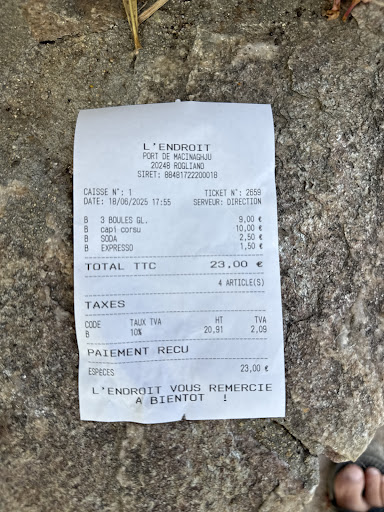 L'ENDROIT
PORT DE MACINAGHJU
20248 ROGLIANO
SIRET: 88481722200018
CAISSE N°: 1 TICKET N°: 2659
DATE: 18/06/2025 17:55 SERVEUR: DIRECTION
B 3 BOULES GL. 9,00 €
B capi corsu 10,00 €
B SODA 2,50 €
B EXPRESSO 1,50 €
TOTAL TTC 23,00 €
4 ARTICLE(S)
TAXES
CODE TAUX TVA HT TVA
B 10% 20,91 2,09
PAIEMENT RECU
ESPECES 23,00 €
L'ENDROIT VOUS REMERCIE
A BIENTOT !